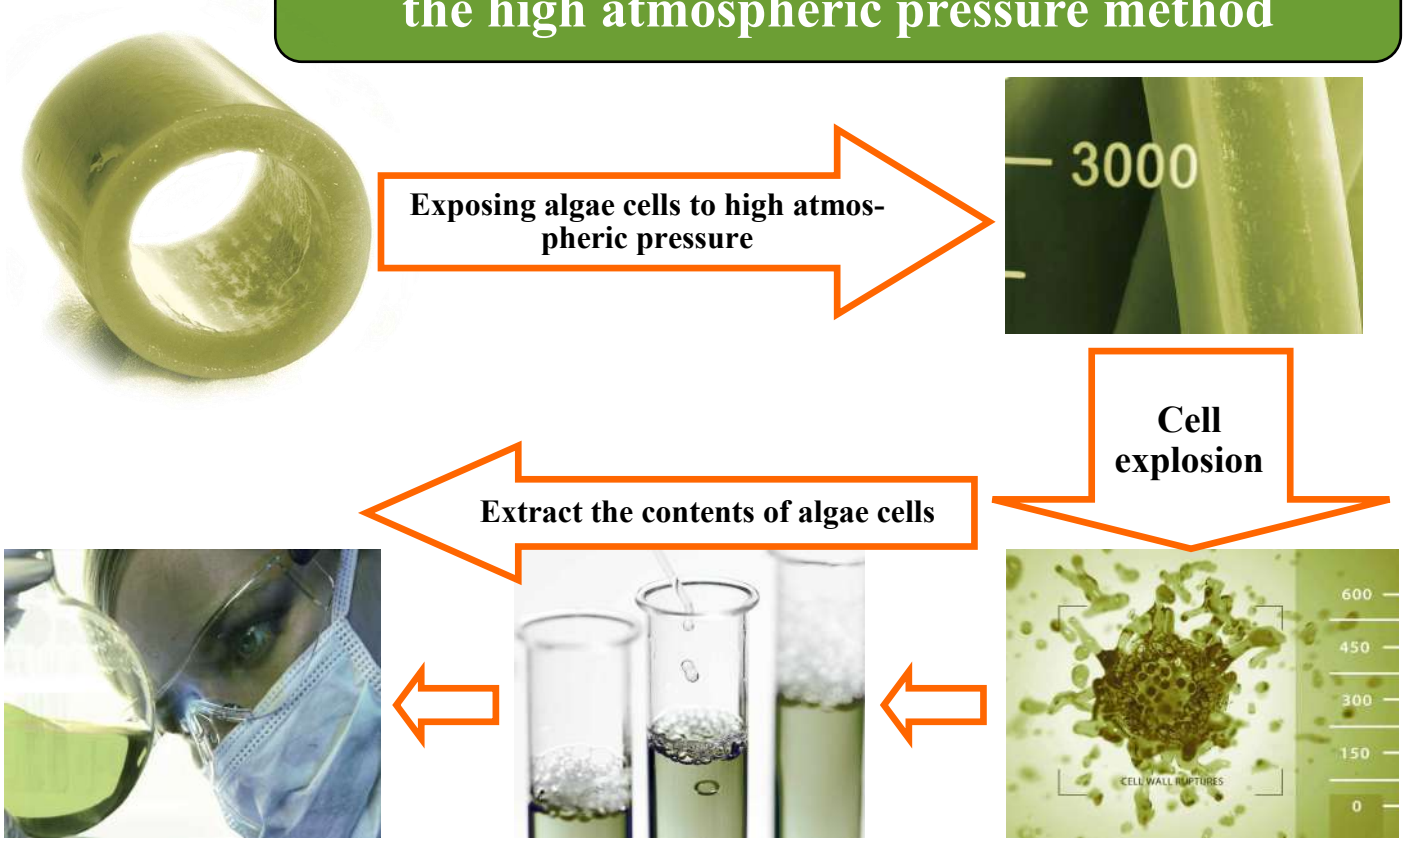 the high atmospheric pressure method
Exposing algae cells to high atmos-
pheric pressure
3000
Cell
explosion
Extract the contents of algae cells
600
450
300
150
0
CELL WALL RUPTURES